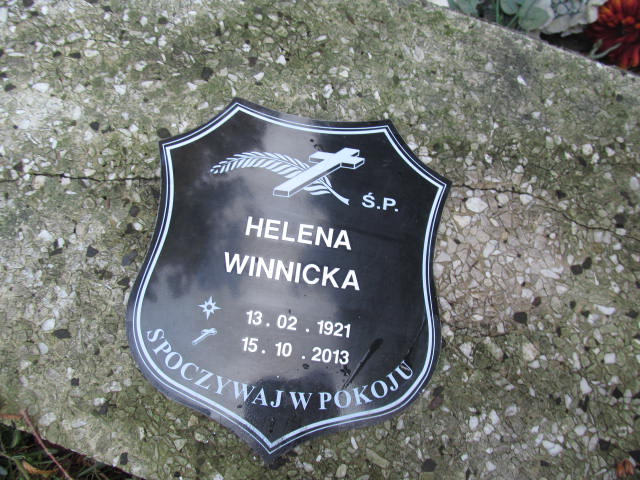 Ś.P.
HELENA
WINNICKA
13.02.1921
15.10.2013
SPOCZYWAJ W POKOJU